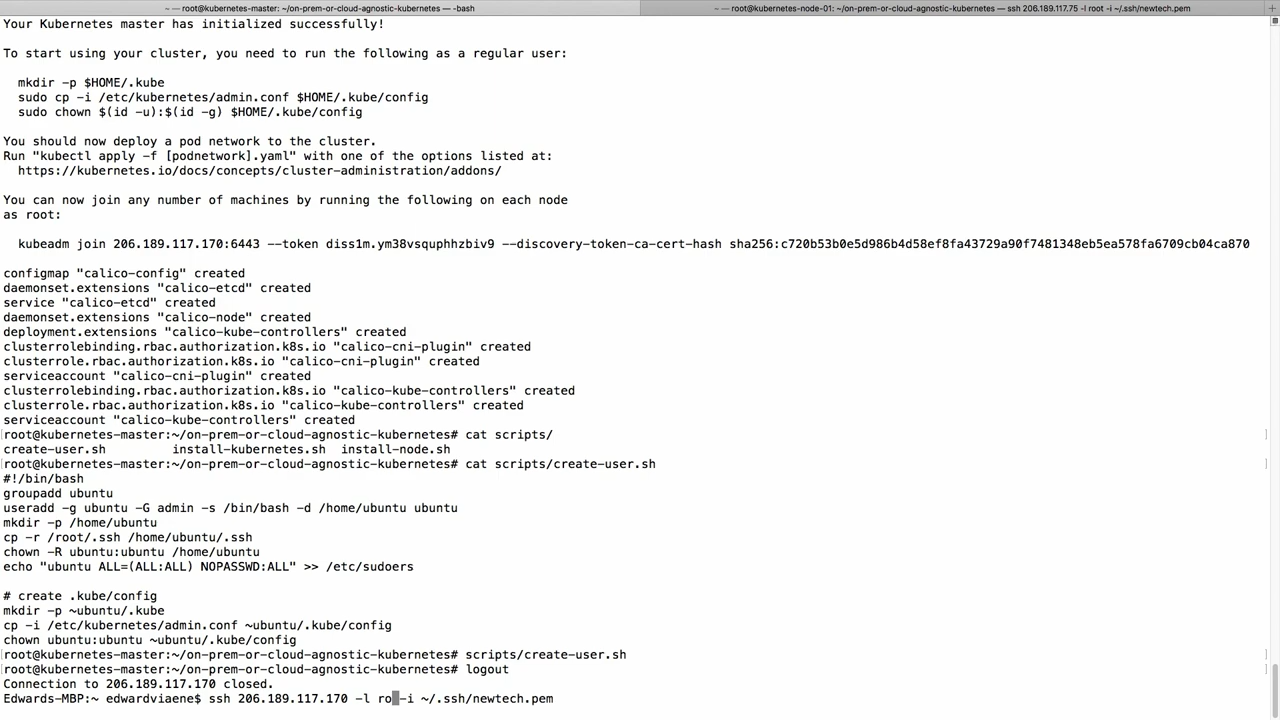 ~ — root@kubernetes-master: ~/on-prem-or-cloud-agnostic-kubernetes — -bash
~ — root@kubernetes-node-01: ~/on-prem-or-cloud-agnostic-kubernetes — ssh 206.189.117.75 -l root -i ~/.ssh/newtech.pem
Your Kubernetes master has initialized successfully!
To start using your cluster, you need to run the following as a regular user:
mkdir -p $HOME/.kube
sudo cp -i /etc/kubernetes/admin.conf $HOME/.kube/config
sudo chown $(id -u):$(id -g) $HOME/.kube/config
You should now deploy a pod network to the cluster.
Run "kubectl apply -f [podnetwork].yaml" with one of the options listed at:
https://kubernetes.io/docs/concepts/cluster-administration/addons/
You can now join any number of machines by running the following on each node
as root:
kubeadm join 206.189.117.170:6443 --token diss1m.ym38vsquphhzbiv9 --discovery-token-ca-cert-hash sha256:c720b53b0e5d986b4d58ef8fa43729a90f7481348eb5ea578fa6709cb04ca870
configmap "calico-config" created
daemonset.extensions "calico-etcd" created
service "calico-etcd" created
daemonset.extensions "calico-node" created
deployment.extensions "calico-kube-controllers" created
clusterrolebinding.rbac.authorization.k8s.io "calico-cni-plugin" created
clusterrole.rbac.authorization.k8s.io "calico-cni-plugin" created
serviceaccount "calico-cni-plugin" created
clusterrolebinding.rbac.authorization.k8s.io "calico-kube-controllers" created
clusterrole.rbac.authorization.k8s.io "calico-kube-controllers" created
serviceaccount "calico-kube-controllers" created
root@kubernetes-master:~/on-prem-or-cloud-agnostic-kubernetes# cat scripts/
create-user.sh install-kubernetes.sh install-node.sh
root@kubernetes-master:~/on-prem-or-cloud-agnostic-kubernetes# cat scripts/create-user.sh
#!/bin/bash
groupadd ubuntu
useradd -g ubuntu -G admin -s /bin/bash -d /home/ubuntu ubuntu
mkdir -p /home/ubuntu
cp -r /root/.ssh /home/ubuntu/.ssh
chown -R ubuntu:ubuntu /home/ubuntu
echo "ubuntu ALL=(ALL:ALL) NOPASSWD:ALL" >> /etc/sudoers
# create .kube/config
mkdir -p ~ubuntu/.kube
cp -i /etc/kubernetes/admin.conf ~ubuntu/.kube/config
chown ubuntu:ubuntu ~ubuntu/.kube/config
root@kubernetes-master:~/on-prem-or-cloud-agnostic-kubernetes# scripts/create-user.sh
root@kubernetes-master:~/on-prem-or-cloud-agnostic-kubernetes# logout
Connection to 206.189.117.170 closed.
Edwards-MBP:~ edwardviaene$ ssh 206.189.117.170 -l ro -i ~/.ssh/newtech.pem